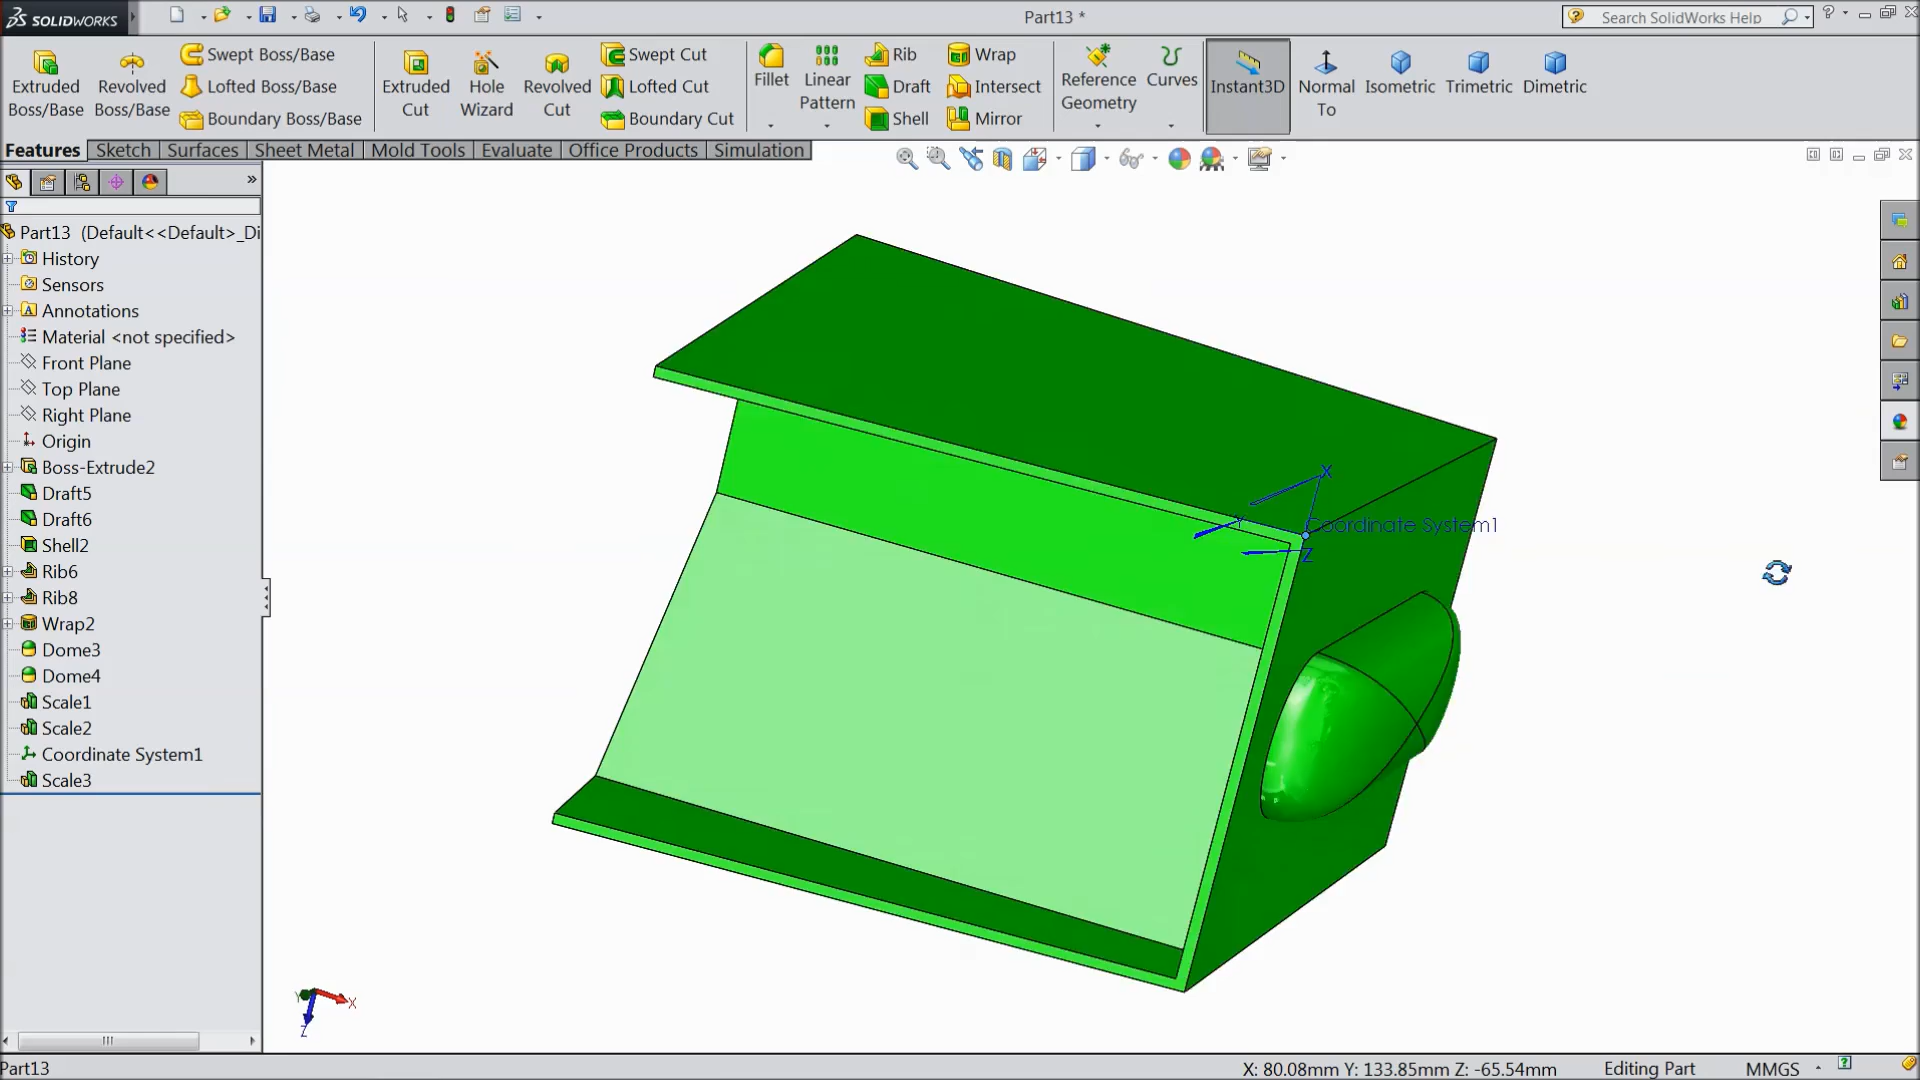 SOLIDWORKS
Part13 *
Search SolidWorks Help
Extruded Boss/Base
Revolved Boss/Base
Swept Boss/Base
Lofted Boss/Base
Boundary Boss/Base
Extruded Cut
Hole Wizard
Revolved Cut
Swept Cut
Lofted Cut
Boundary Cut
Fillet
Linear Pattern
Rib
Draft
Shell
Wrap
Intersect
Mirror
Reference Geometry
Curves
Instant3D
Normal To
Isometric
Trimetric
Dimetric
Features
Sketch
Surfaces
Sheet Metal
Mold Tools
Evaluate
Office Products
Simulation
Part13 (Default<<Default>_Di
History
Sensors
Annotations
Material <not specified>
Front Plane
Top Plane
Right Plane
Origin
Boss-Extrude2
Draft5
Draft6
Shell2
Rib6
Rib8
Wrap2
Dome3
Dome4
Scale1
Scale2
Coordinate System1
Scale3
X
Y
Coordinate System1
Z
Y
X
Z
Part13
X: 80.08mm Y: 133.85mm Z: -65.54mm
Editing Part
MMGS